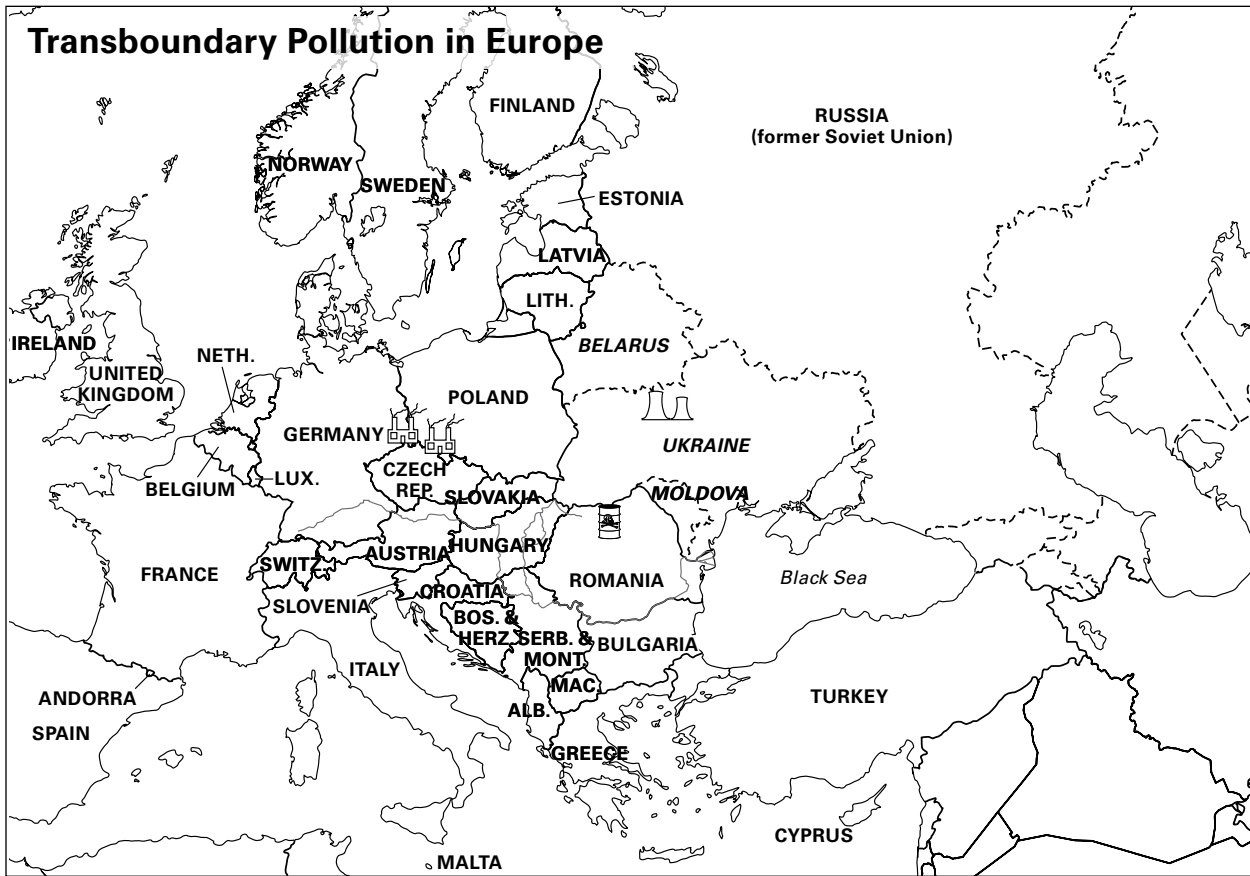 Transboundary Pollution in Europe
FINLAND
RUSSIA
(former Soviet Union)
NORWAY
SWEDEN
ESTONIA
LATVIA
LITH.
IRELAND
BELARUS
NETH.
UNITED
KINGDOM
POLAND
GERMANY
UKRAINE
CZECH
REP.
BELGIUM
LUX.
SLOVAKIA
MOLDOVA
AUSTRIA
HUNGARY
SWITZ.
FRANCE
ROMANIA
Black Sea
SLOVENIA
CROATIA
BOS. &
HERZ.
SERB. &
MONT.
BULGARIA
ITALY
MAC.
ANDORRA
TURKEY
ALB.
SPAIN
GREECE
CYPRUS
MALTA